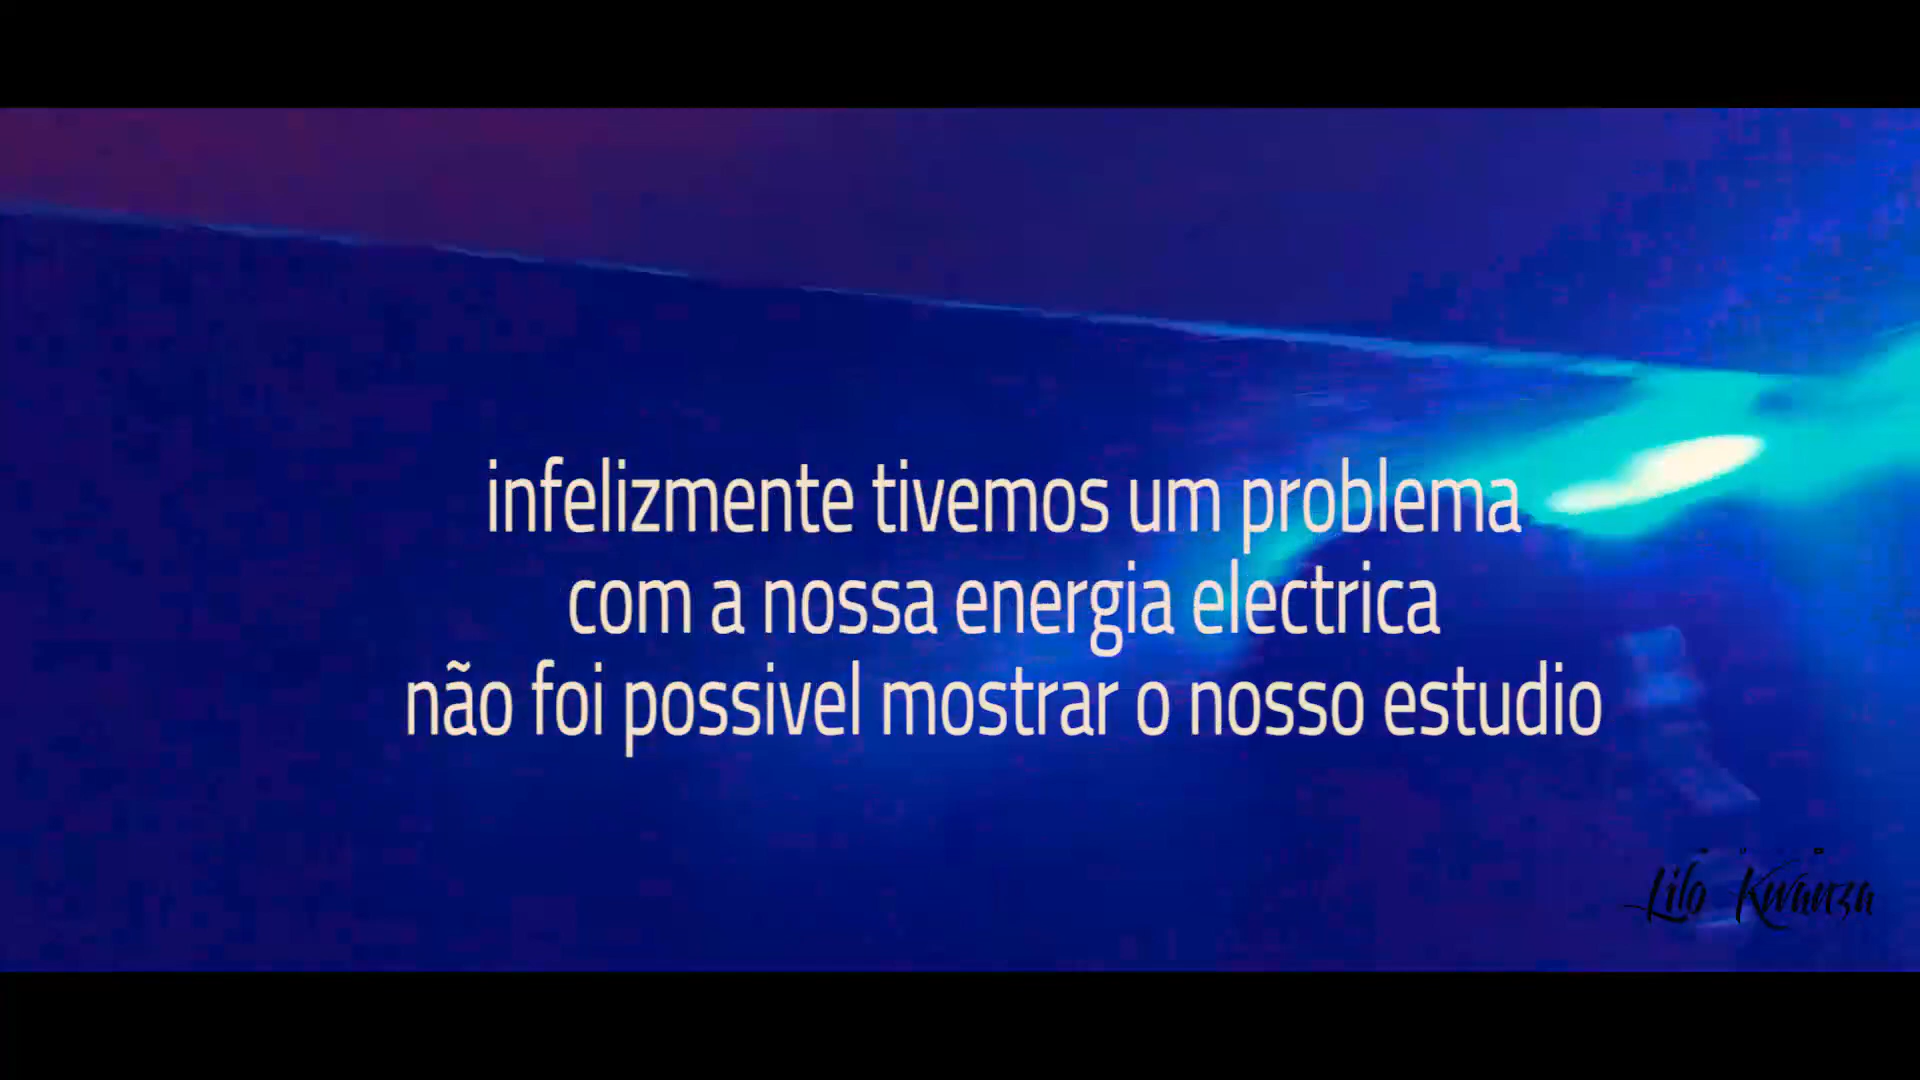 infelizmente tivemos um problema
com a nossa energia electrica
não foi possivel mostrar o nosso estudio
Lilo Kwanza